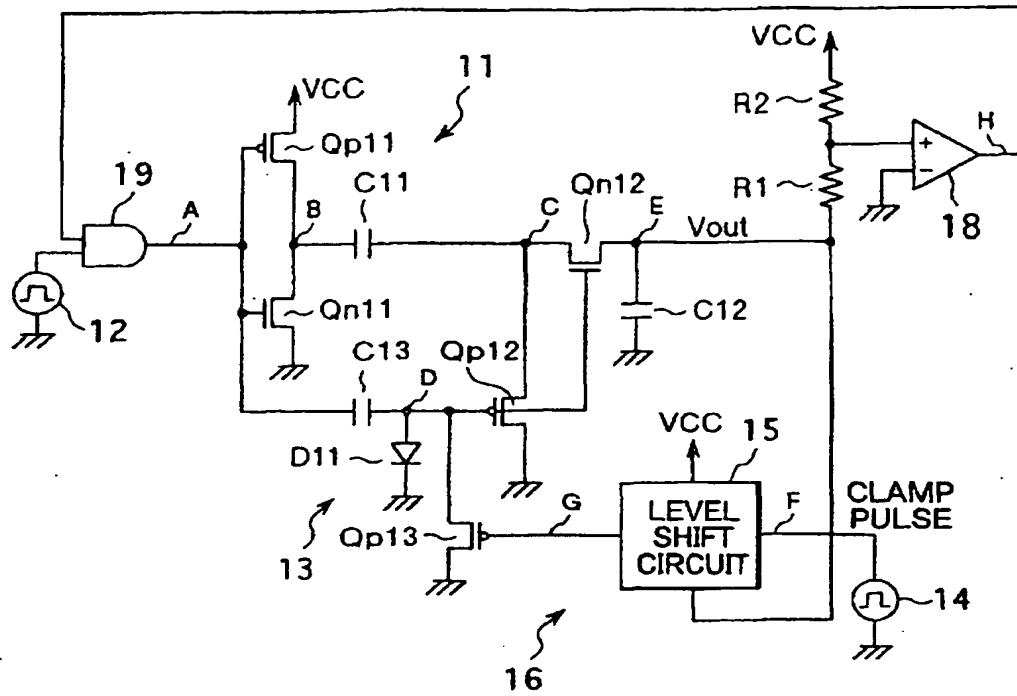 11
VCC
VCC
R2
H
Qp11
19
C11
Qn12
R1
18
A
B
C
E
Vout
12
Qn11
C12
C13
Qp12
D
VCC
15
D11
G
LEVEL
SHIFT
CIRCUIT
F
CLAMP
PULSE
Qp13
13
14
16